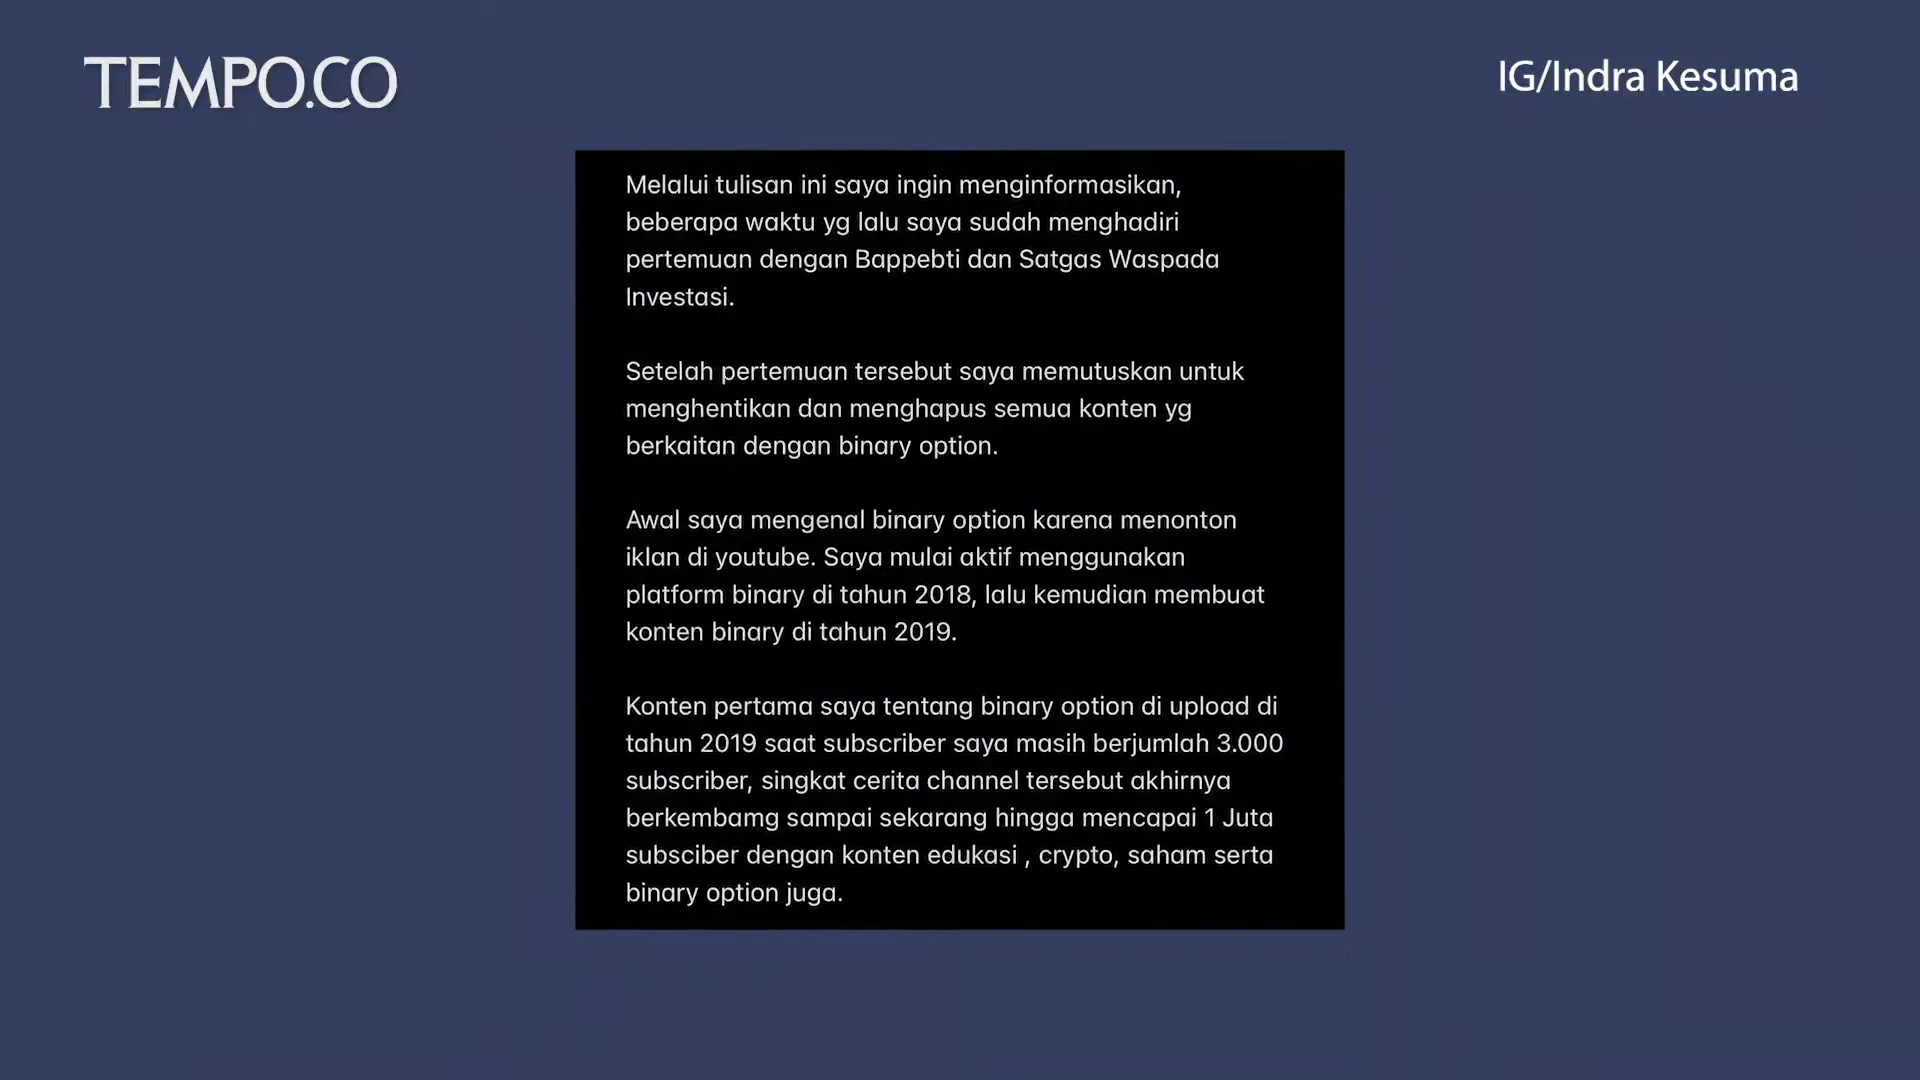 TEMPO.CO
IG/Indra Kesuma
Melalui tulisan ini saya ingin menginformasikan,
beberapa waktu yg lalu saya sudah menghadiri
pertemuan dengan Bappebti dan Satgas Waspada
Investasi.
Setelah pertemuan tersebut saya memutuskan untuk
menghentikan dan menghapus semua konten yg
berkaitan dengan binary option.
Awal saya mengenal binary option karena menonton
iklan di youtube. Saya mulai aktif menggunakan
platform binary di tahun 2018, lalu kemudian membuat
konten binary di tahun 2019.
Konten pertama saya tentang binary option di upload di
tahun 2019 saat subscriber saya masih berjumlah 3.000
subscriber, singkat cerita channel tersebut akhirnya
berkembamg sampai sekarang hingga mencapai 1 Juta
subsciber dengan konten edukasi , crypto, saham serta
binary option juga.